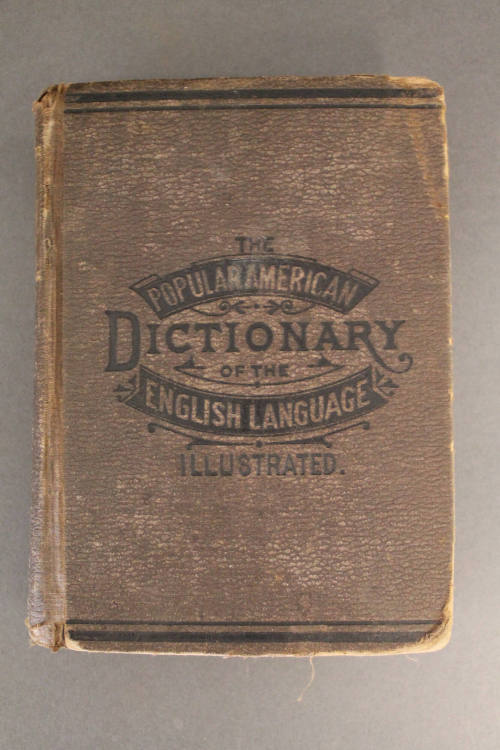 THE
POPULAR AMERICAN
DICTIONARY
OF THE
ENGLISH LANGUAGE
ILLUSTRATED.